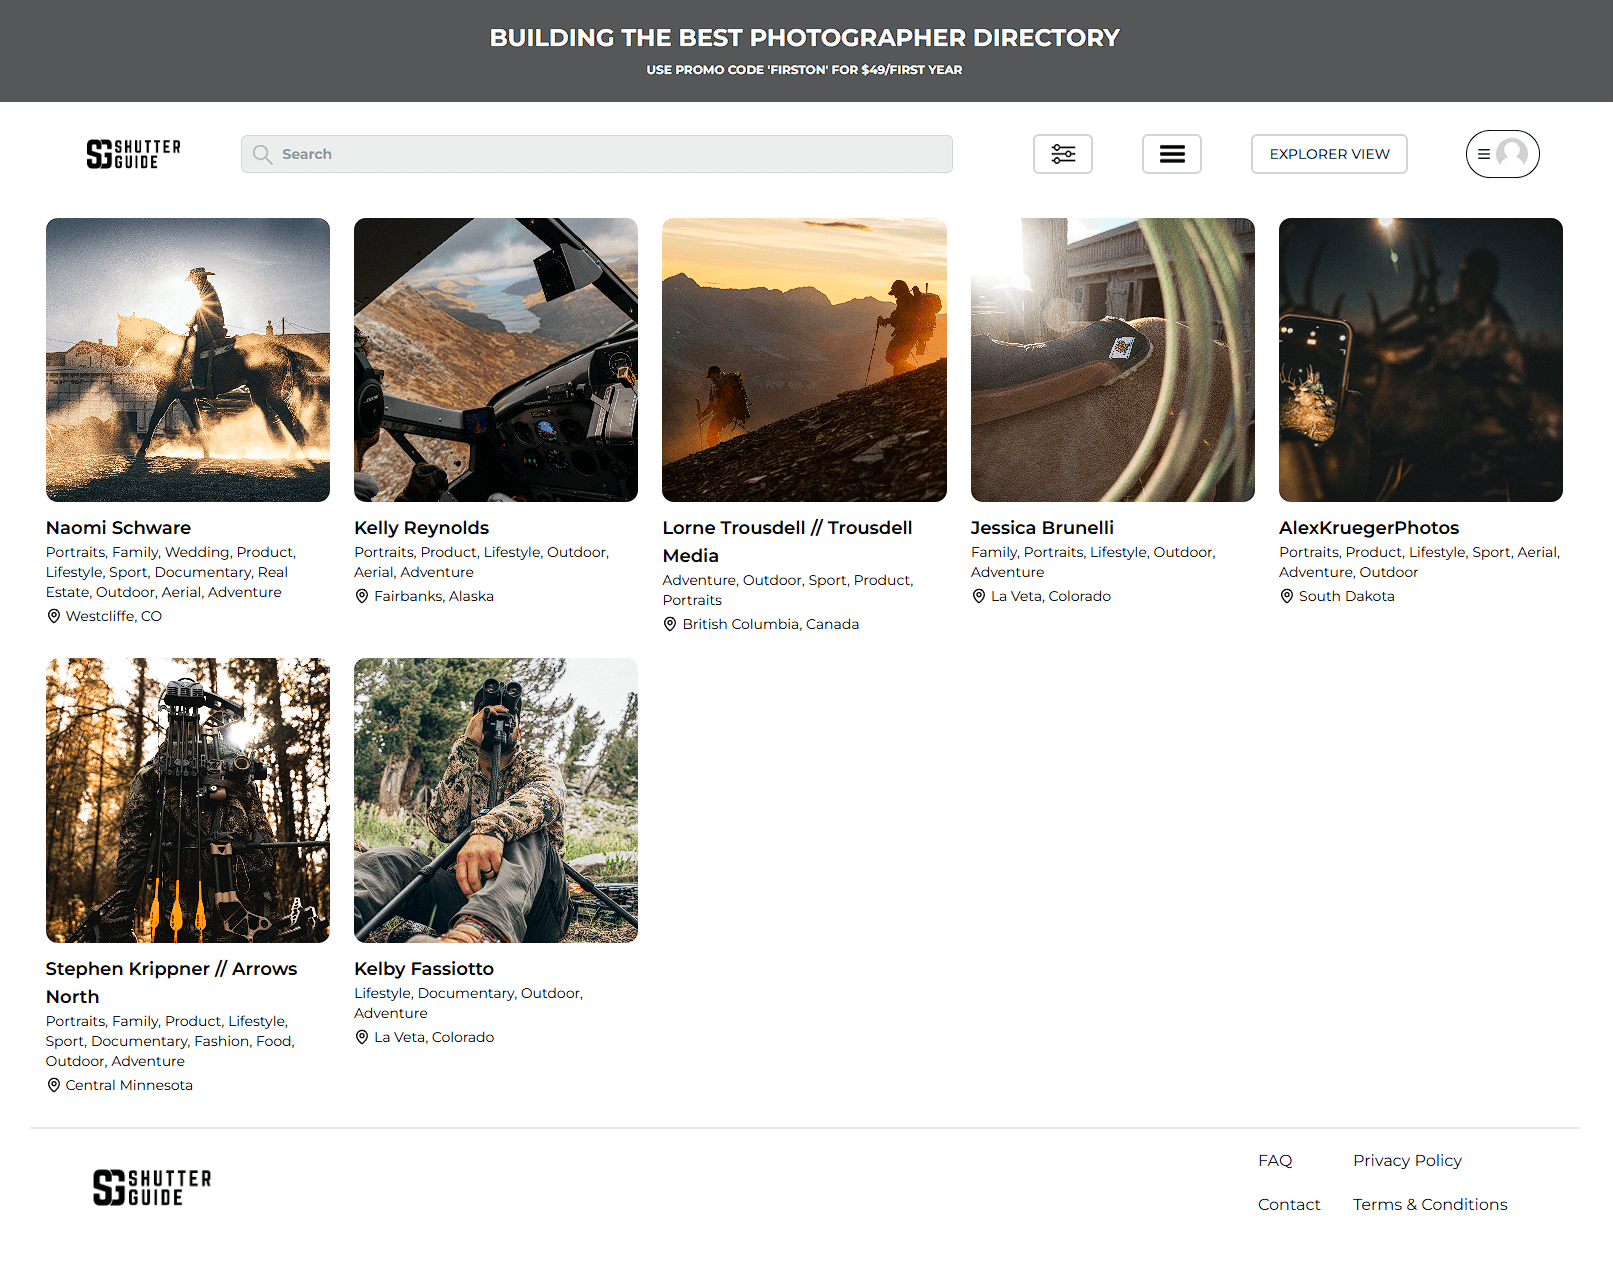 BUILDING THE BEST PHOTOGRAPHER DIRECTORY
USE PROMO CODE 'FIRSTON' FOR $49/FIRST YEAR
SG SHUTTER
GUIDE
Search
EXPLORER VIEW
Naomi Schware
Portraits, Family, Wedding, Product,
Lifestyle, Sport, Documentary, Real
Estate, Outdoor, Aerial, Adventure
Westcliffe, CO
Kelly Reynolds
Portraits, Product, Lifestyle, Outdoor,
Aerial, Adventure
Fairbanks, Alaska
Lorne Trousdell // Trousdell
Media
Adventure, Outdoor, Sport, Product,
Portraits
British Columbia, Canada
Jessica Brunelli
Family, Portraits, Lifestyle, Outdoor,
Adventure
La Veta, Colorado
AlexKruegerPhotos
Portraits, Product, Lifestyle, Sport, Aerial,
Adventure, Outdoor
South Dakota
Stephen Krippner // Arrows
North
Portraits, Family, Product, Lifestyle,
Sport, Documentary, Fashion, Food,
Outdoor, Adventure
Central Minnesota
Kelby Fassiotto
Lifestyle, Documentary, Outdoor,
Adventure
La Veta, Colorado
SG SHUTTER
GUIDE
FAQ
Privacy Policy
Contact
Terms & Conditions